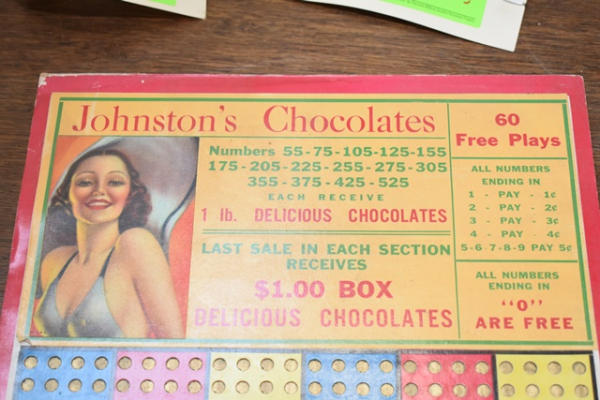 Johnston's Chocolates
Numbers 55-75-105-125-155
175-205-225-255-275-305
355-375-425-525
EACH RECEIVE
1 lb. DELICIOUS CHOCOLATES
LAST SALE IN EACH SECTION
RECEIVES
$1.00 BOX
DELICIOUS CHOCOLATES
60
Free Plays
ALL NUMBERS
ENDING IN
1 - PAY - 1¢
2 - PAY - 2¢
3 - PAY - 3¢
4 - PAY - 4¢
5-6-7-8-9 PAY 5¢
ALL NUMBERS
ENDING IN
"O"
ARE FREE